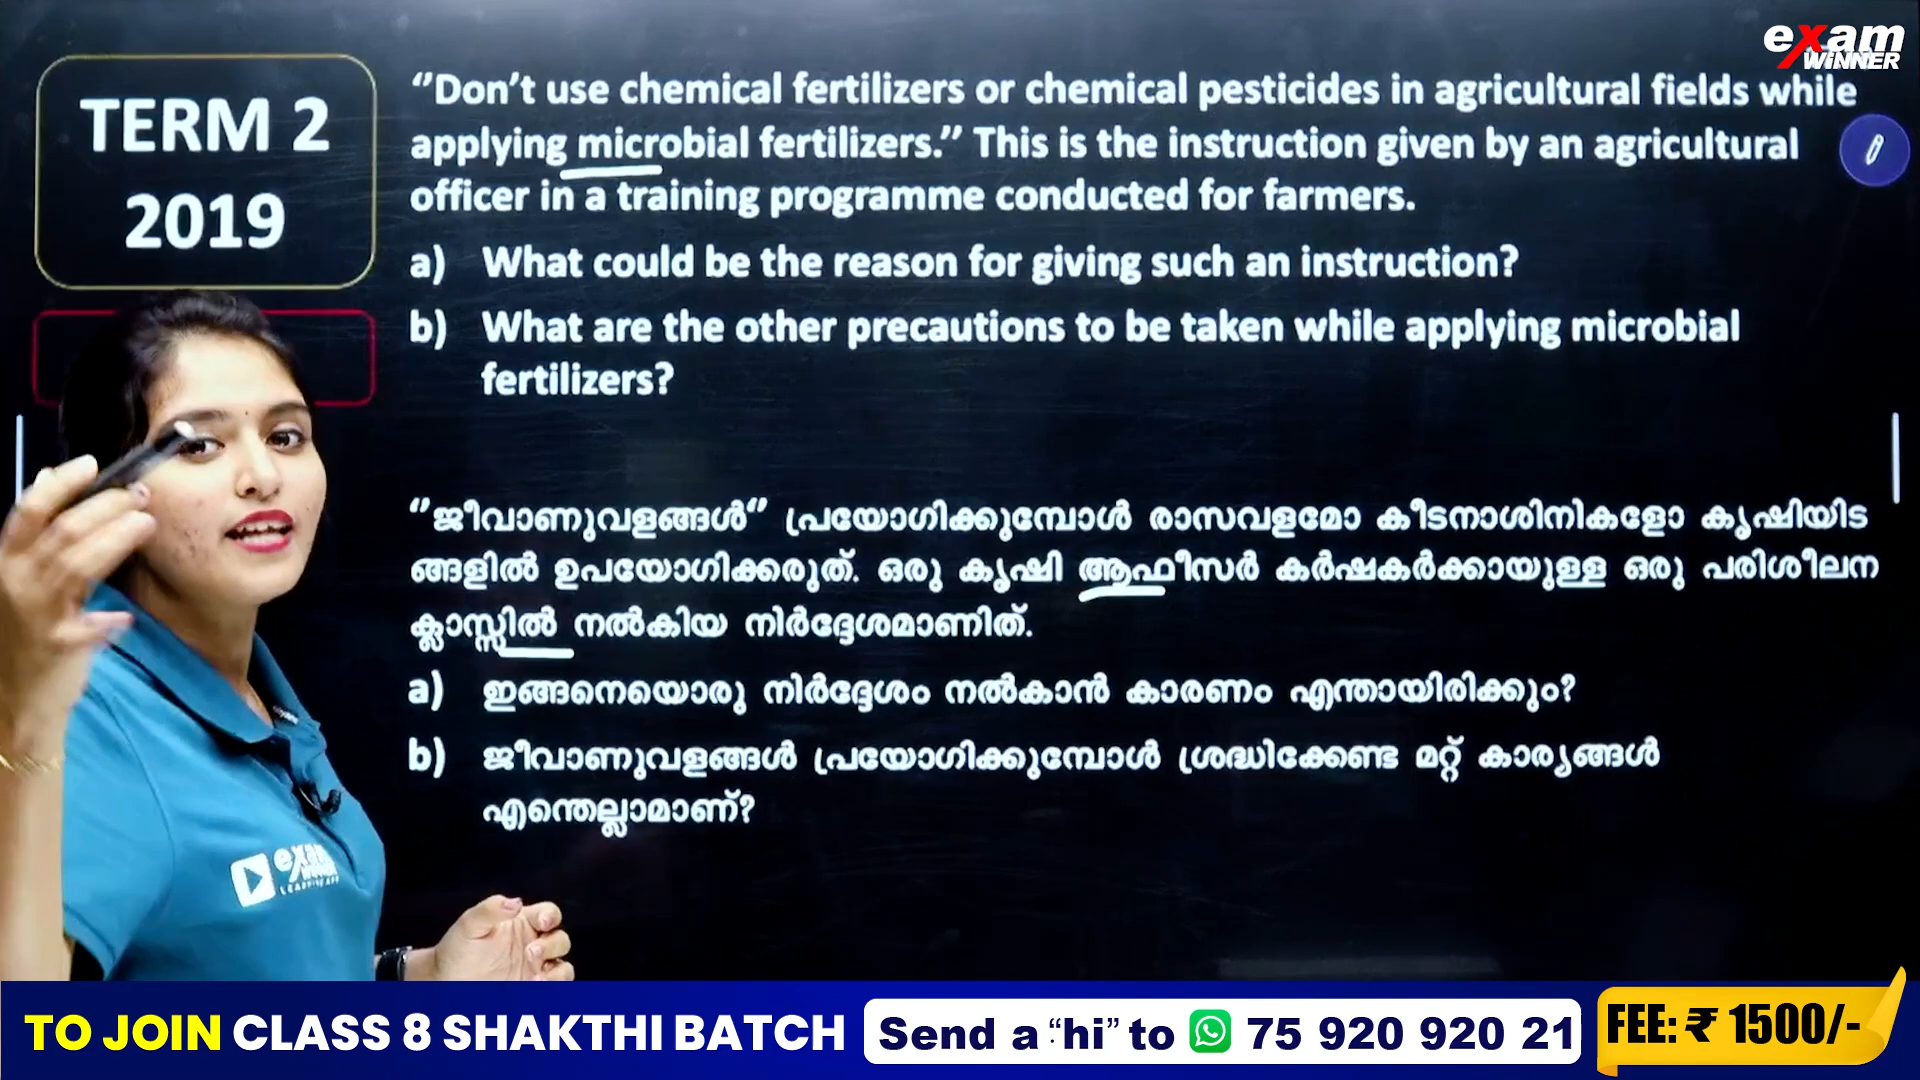 exam
WINNER
TERM 2
2019
‘’Don’t use chemical fertilizers or chemical pesticides in agricultural fields while
applying microbial fertilizers.’’ This is the instruction given by an agricultural
officer in a training programme conducted for farmers.
a) What could be the reason for giving such an instruction?
b) What are the other precautions to be taken while applying microbial
fertilizers?
‘’ജീവാണുവളങ്ങൾ‘’ പ്രയോഗിക്കുമ്പോൾ രാസവളമോ കീടനാശിനികളോ കൃഷിയിട
ങ്ങളിൽ ഉപയോഗിക്കരുത്. ഒരു കൃഷി ആഫീസർ കർഷകർക്കായുള്ള ഒരു പരിശീലന
ക്ലാസ്സിൽ നൽകിയ നിർദ്ദേശമാണിത്.
a) ഇങ്ങനെയൊരു നിർദ്ദേശം നൽകാൻ കാരണം എന്തായിരിക്കും?
b) ജീവാണുവളങ്ങൾ പ്രയോഗിക്കുമ്പോൾ ശ്രദ്ധിക്കേണ്ട മറ്റ് കാര്യങ്ങൾ
എന്തെല്ലാമാണ്?
exam
WINNER
LEARNING APP
TO JOIN CLASS 8 SHAKTHI BATCH
Send a “hi” to 75 920 920 21
FEE: ₹ 1500/-